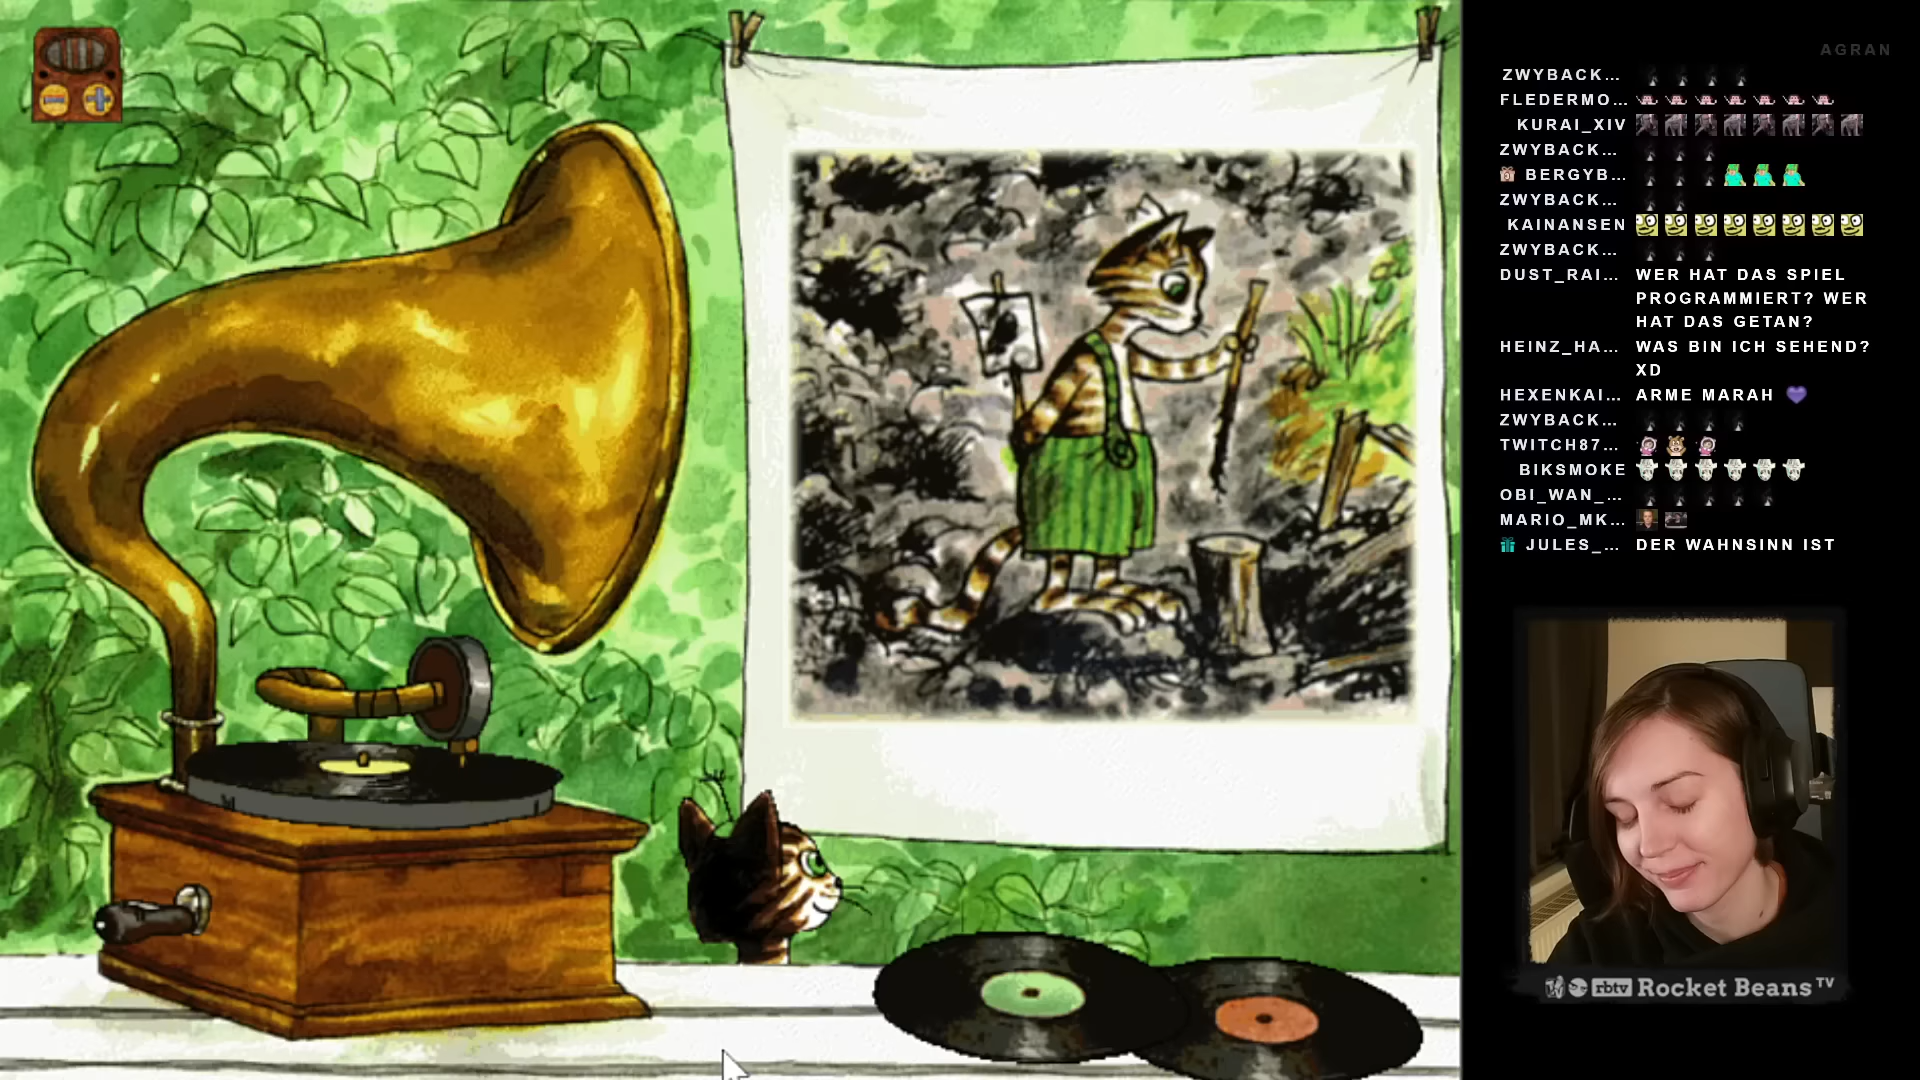 AGRAN
ZWYBACK...
FLEDERMO...
KURAI_XIV
ZWYBACK...
BERGYB...
ZWYBACK...
KAINANSEN
ZWYBACK...
DUST_RAI... WER HAT DAS SPIEL
PROGRAMMIERT? WER
HAT DAS GETAN?
HEINZ_HA... WAS BIN ICH SEHEND?
XD
HEXENKAI... ARME MARAH
ZWYBACK...
TWITCH87...
BIKSMOKE
OBI_WAN_...
MARIO_MK...
JULES_... DER WAHNSINN IST
rbtv Rocket Beans TV